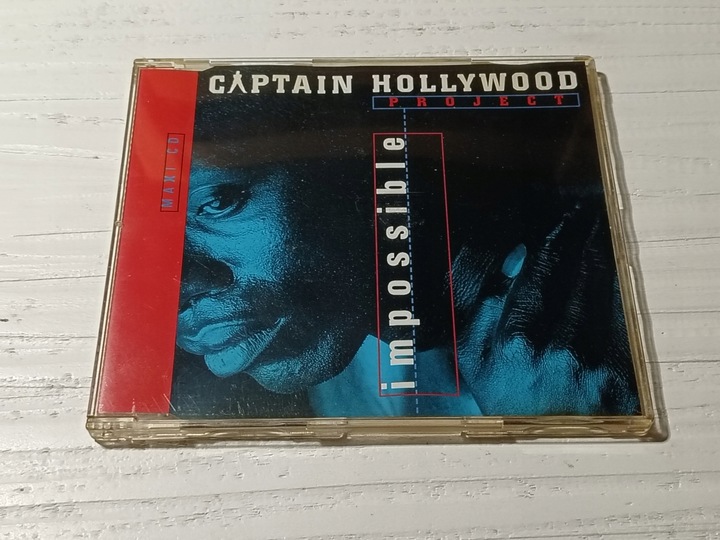 CAPTAIN HOLLYWOOD
PROJECT
MAXI CD
impossible